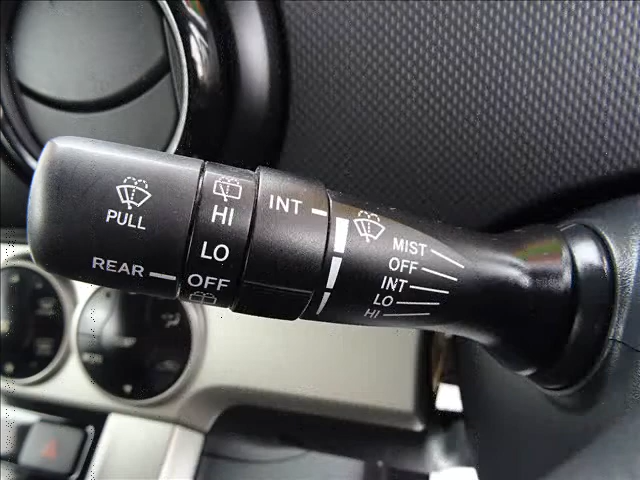 PULL
REAR
HI
LO
OFF
INT
MIST
OFF
INT
LO
HI